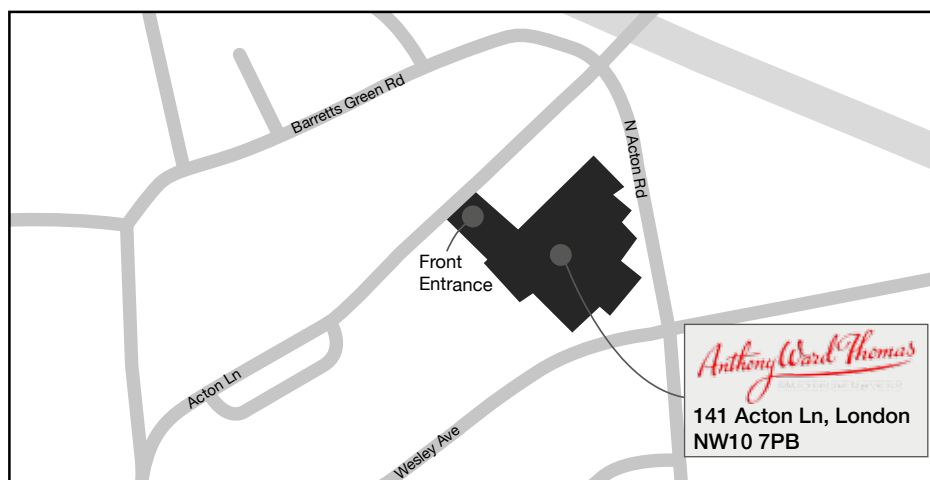 Barretts Green Rd
N Acton Rd
Front
Entrance
Acton Ln
Wesley Ave
Anthony Ward Thomas
141 Acton Ln, London
NW10 7PB